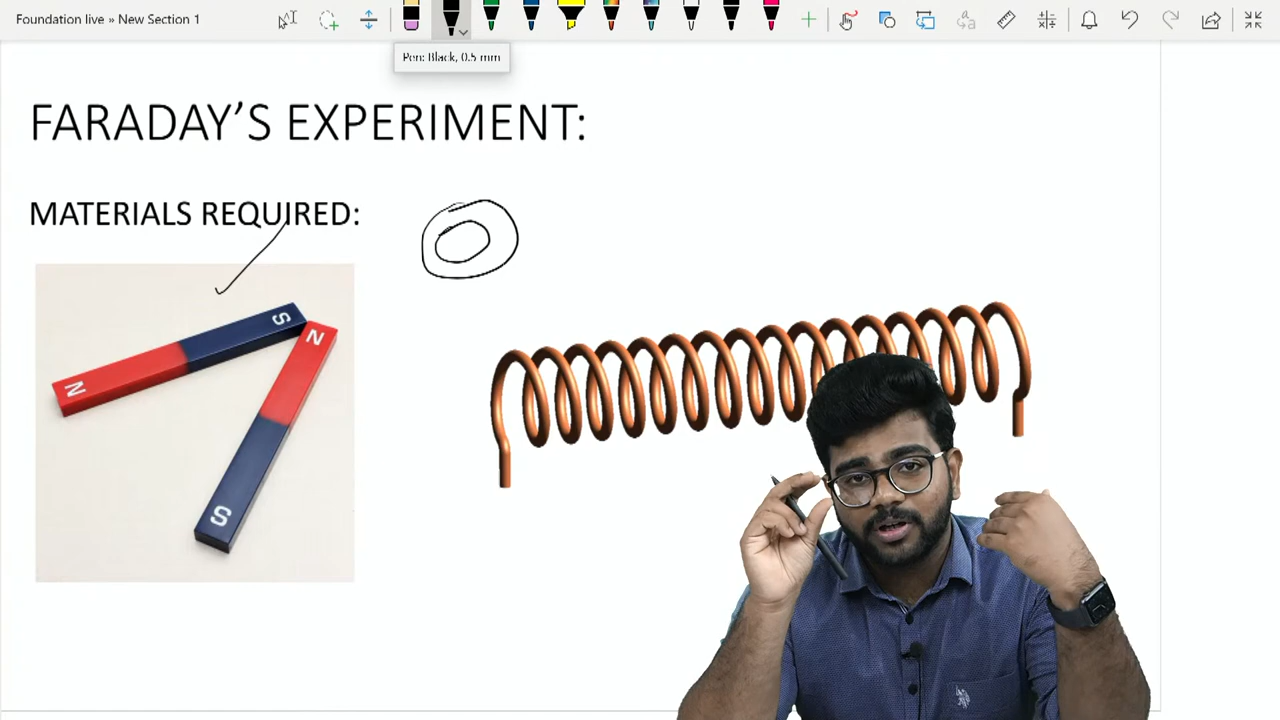 Foundation live » New Section 1
Pen: Black, 0.5 mm
FARADAY’S EXPERIMENT:
MATERIALS REQUIRED:
S
N
N
S